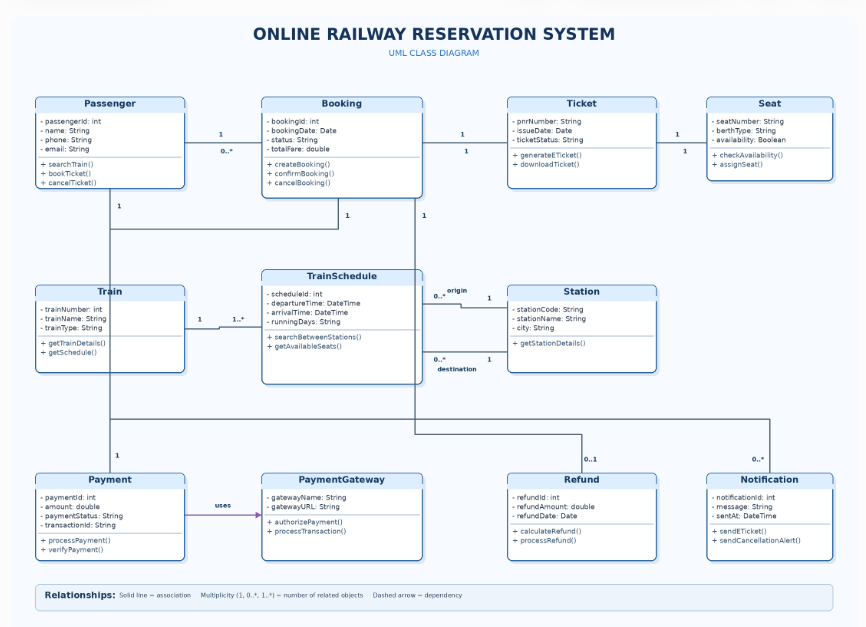 ONLINE RAILWAY RESERVATION SYSTEM
UML CLASS DIAGRAM
Passenger
- passengerId: int
- name: String
- phone: String
- email: String
+ searchTrain()
+ bookTicket()
+ cancelTicket()
1
0..*
Booking
- bookingId: int
- bookingDate: Date
- status: String
- totalFare: double
+ createBooking()
+ confirmBooking()
+ cancelBooking()
1
1
Ticket
- pnrNumber: String
- issueDate: Date
- ticketStatus: String
+ generateETicket()
+ downloadTicket()
1
1
Seat
- seatNumber: String
- berthType: String
- availability: Boolean
+ checkAvailability()
+ assignSeat()
1
1
1
Train
- trainNumber: int
- trainName: String
- trainType: String
+ getTrainDetails()
+ getSchedule()
1
1..*
TrainSchedule
- scheduleId: int
- departureTime: DateTime
- arrivalTime: DateTime
- runningDays: String
+ searchBetweenStations()
+ getAvailableSeats()
origin
0..*
1
0..*
1
destination
Station
- stationCode: String
- stationName: String
- city: String
+ getStationDetails()
1
0..1
0..*
Payment
- paymentId: int
- amount: double
- paymentStatus: String
- transactionId: String
+ processPayment()
+ verifyPayment()
uses
PaymentGateway
- gatewayName: String
- gatewayURL: String
+ authorizePayment()
+ processTransaction()
Refund
- refundId: int
- refundAmount: double
- refundDate: Date
+ calculateRefund()
+ processRefund()
Notification
- notificationId: int
- message: String
- sentAt: DateTime
+ sendETicket()
+ sendCancellationAlert()
Relationships: Solid line = association Multiplicity (1, 0..*, 1..*) = number of related objects Dashed arrow = dependency